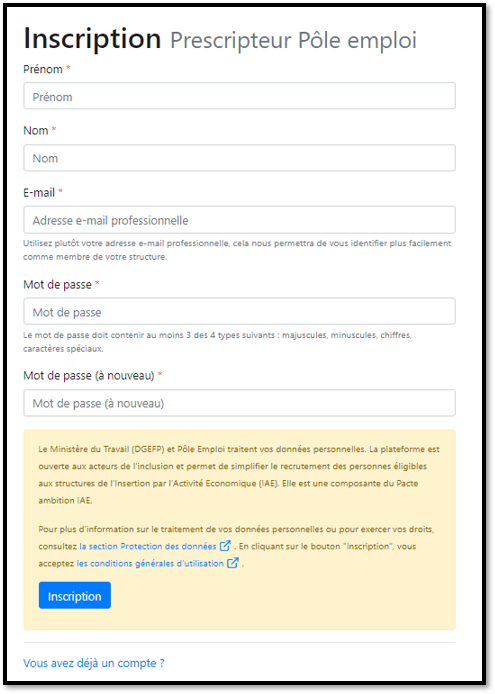 Inscription Prescripteur Pôle emploi
Prénom *
Prénom
Nom *
Nom
E-mail *
Adresse e-mail professionnelle
Utilisez plutôt votre adresse e-mail professionnelle, cela nous permettra de vous identifier plus facilement
comme membre de votre structure.
Mot de passe *
Mot de passe
Le mot de passe doit contenir au moins 3 des 4 types suivants : majuscules, minuscules, chiffres,
caractères spéciaux.
Mot de passe (à nouveau) *
Mot de passe (à nouveau)
Le Ministère du Travail (DGEFP) et Pôle Emploi traitent vos données personnelles. La plateforme est
ouverte aux acteurs de l'inclusion et permet de simplifier le recrutement des personnes éligibles
aux structures de l'Insertion par l'Activité Economique (IAE). Elle est une composante du Pacte
ambition IAE.
Pour plus d'information sur le traitement de vos données personnelles ou pour exercer vos droits,
consultez la section Protection des données . En cliquant sur le bouton "Inscription", vous
acceptez les conditions générales d'utilisation .
Inscription
Vous avez déjà un compte ?